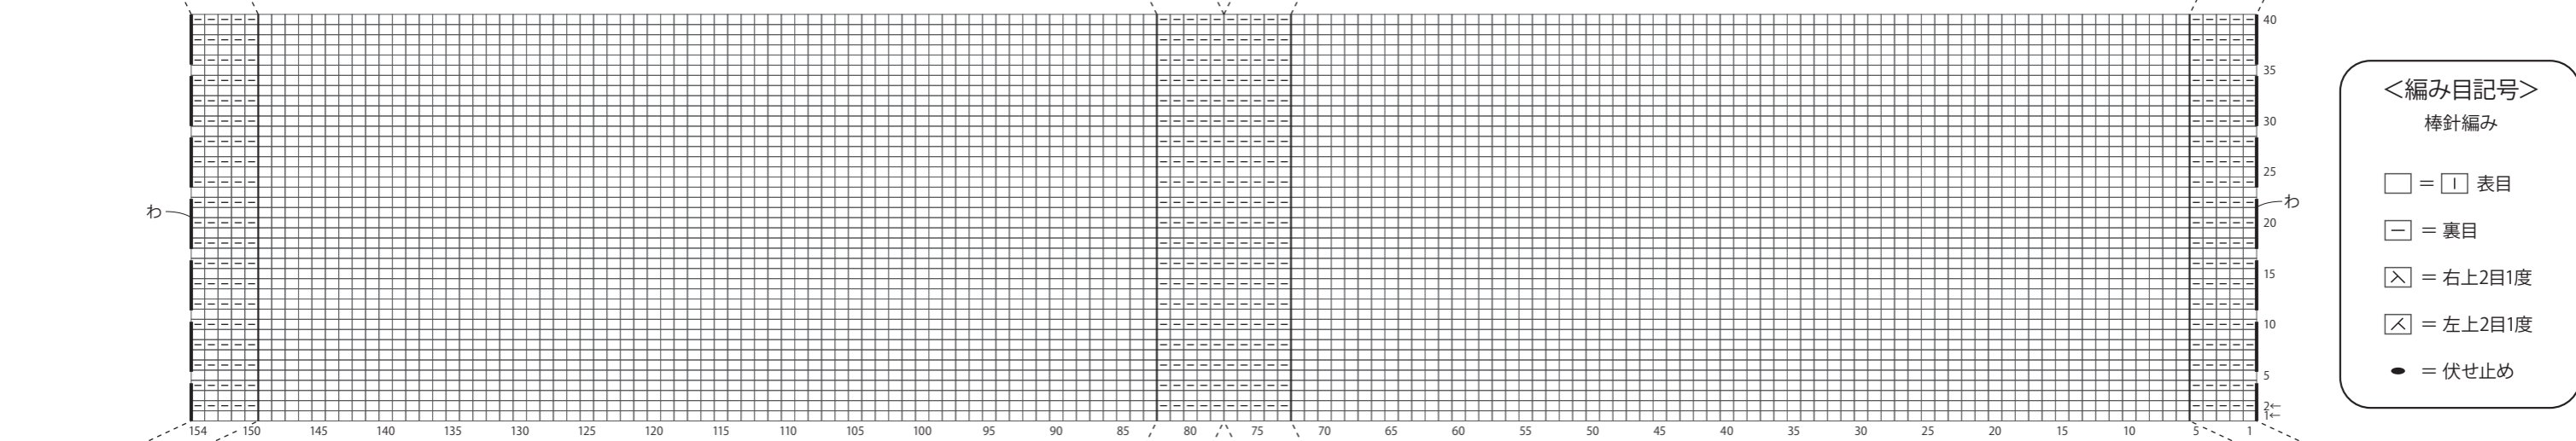 40
35
30
25
わ
わ
20
15
10
5
2←
1←
154 150 145 140 135 130 125 120 115 110 105 100 95 90 85 80 75 70 65 60 55 50 45 40 35 30 25 20 15 10 5 1
<編み目記号>
棒針編み
= 表目
= 裏目
= 右上2目1度
= 左上2目1度
= 伏せ止め